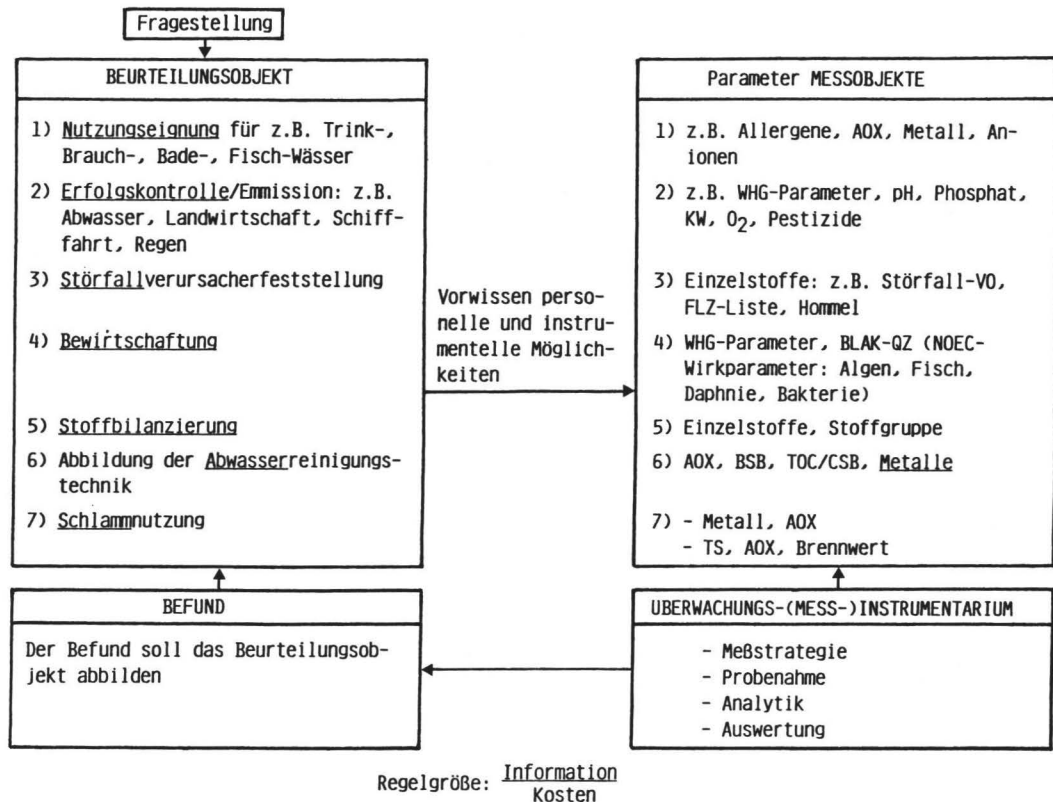 Fragestellung
BEURTEILUNGSOBJEKT
1) Nutzungseignung für z.B. Trink-,
Brauch-, Bade-, Fisch-Wässer
2) Erfolgskontrolle/Emmission: z.B.
Abwasser, Landwirtschaft, Schiff-
fahrt, Regen
3) Störfallverursacherfeststellung
4) Bewirtschaftung
5) Stoffbilanzierung
6) Abbildung der Abwasserreinigungs-
technik
7) Schlammnutzung
Vorwissen perso-
nelle und instru-
mentelle Möglich-
keiten
Parameter MESSOBJEKTE
1) z.B. Allergene, AOX, Metall, An-
ionen
2) z.B. WHG-Parameter, pH, Phosphat,
KW, O2, Pestizide
3) Einzelstoffe: z.B. Störfall-VO,
FLZ-Liste, Hommel
4) WHG-Parameter, BLAK-QZ (NOEC-
Wirkparameter: Algen, Fisch,
Daphnie, Bakterie)
5) Einzelstoffe, Stoffgruppe
6) AOX, BSB, TOC/CSB, Metalle
7) - Metall, AOX
- TS, AOX, Brennwert
BEFUND
Der Befund soll das Beurteilungsob-
jekt abbilden
UBERWACHUNGS-(MESS-)INSTRUMENTARIUM
- Meßstrategie
- Probenahme
- Analytik
- Auswertung
Regelgröße: Information
Kosten